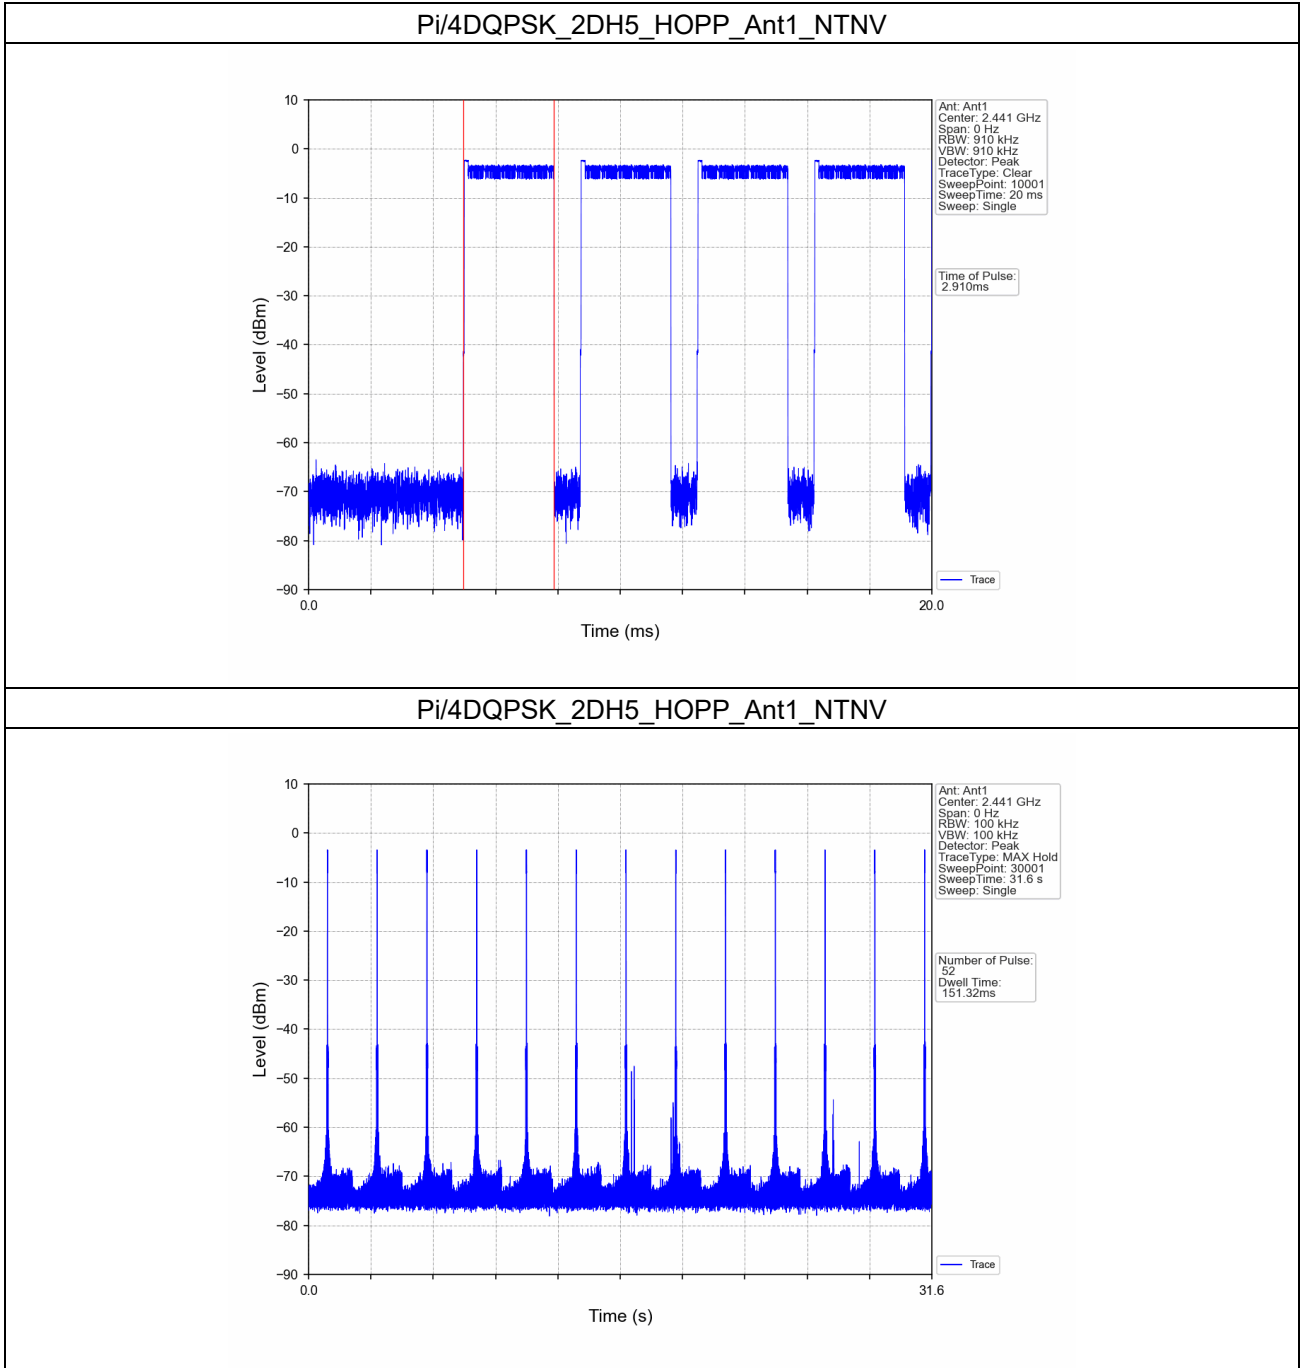 Pi/4DQPSK_2DH5_HOPP_Ant1_NTNV
10
0
−10
−20
−30
−40
−50
−60
−70
−80
−90
Level (dBm)
0.0
20.0
Time (ms)
Ant: Ant1
Center: 2.441 GHz
Span: 0 Hz
RBW: 910 kHz
VBW: 910 kHz
Detector: Peak
TraceType: Clear
SweepPoint: 10001
SweepTime: 20 ms
Sweep: Single
Time of Pulse:
2.910ms
Trace
Pi/4DQPSK_2DH5_HOPP_Ant1_NTNV
10
0
−10
−20
−30
−40
−50
−60
−70
−80
−90
Level (dBm)
0.0
31.6
Time (s)
Ant: Ant1
Center: 2.441 GHz
Span: 0 Hz
RBW: 100 kHz
VBW: 100 kHz
Detector: Peak
TraceType: MAX Hold
SweepPoint: 30001
SweepTime: 31.6 s
Sweep: Single
Number of Pulse:
52
Dwell Time:
151.32ms
Trace